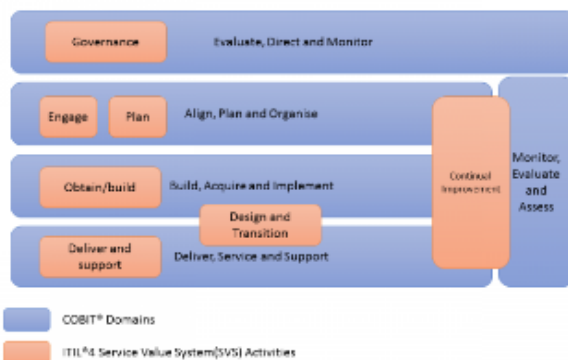 Governance
Evaluate, Direct and Monitor
Engage
Plan
Align, Plan and Organise
Obtain/build
Build, Acquire and Implement
Design and
Transition
Deliver and
support
Deliver, Service and Support
Continual
Improvement
Monitor,
Evaluate
and
Assess
COBIT® Domains
ITIL®4 Service Value System(SVS) Activities